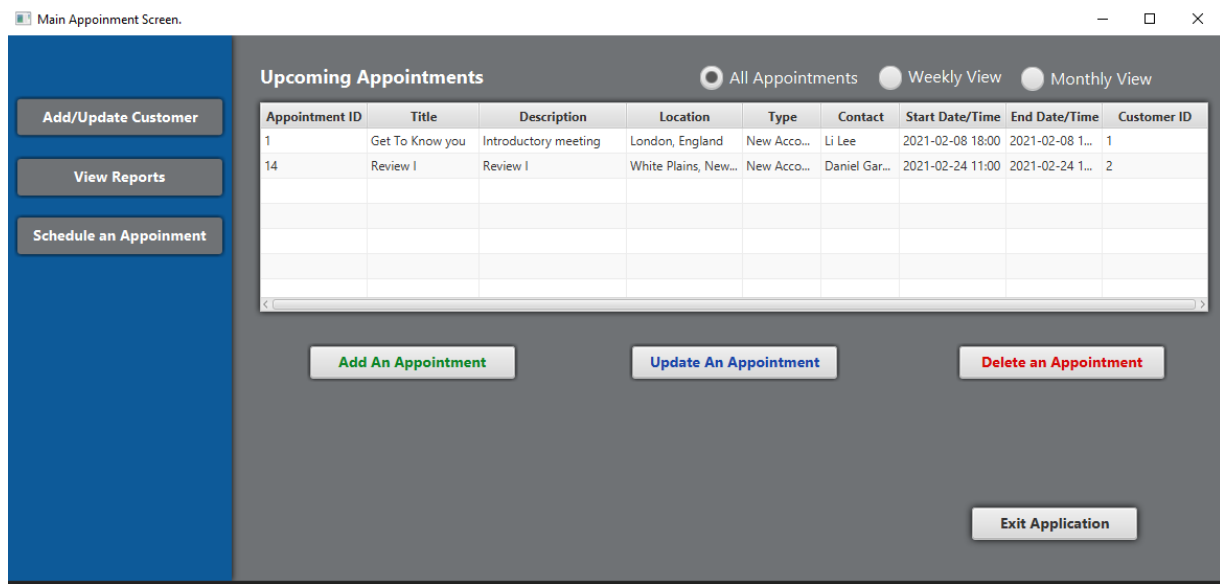 Main Appoinment Screen.
Upcoming Appointments
All Appointments Weekly View Monthly View
Add/Update Customer
View Reports
Schedule an Appoinment
Appointment ID Title Description Location Type Contact Start Date/Time End Date/Time Customer ID
1 Get To Know you Introductory meeting London, England New Acco... Li Lee 2021-02-08 18:00 2021-02-08 1... 1
14 Review I Review I White Plains, New... New Acco... Daniel Gar... 2021-02-24 11:00 2021-02-24 1... 2
Add An Appointment Update An Appointment Delete an Appointment
Exit Application